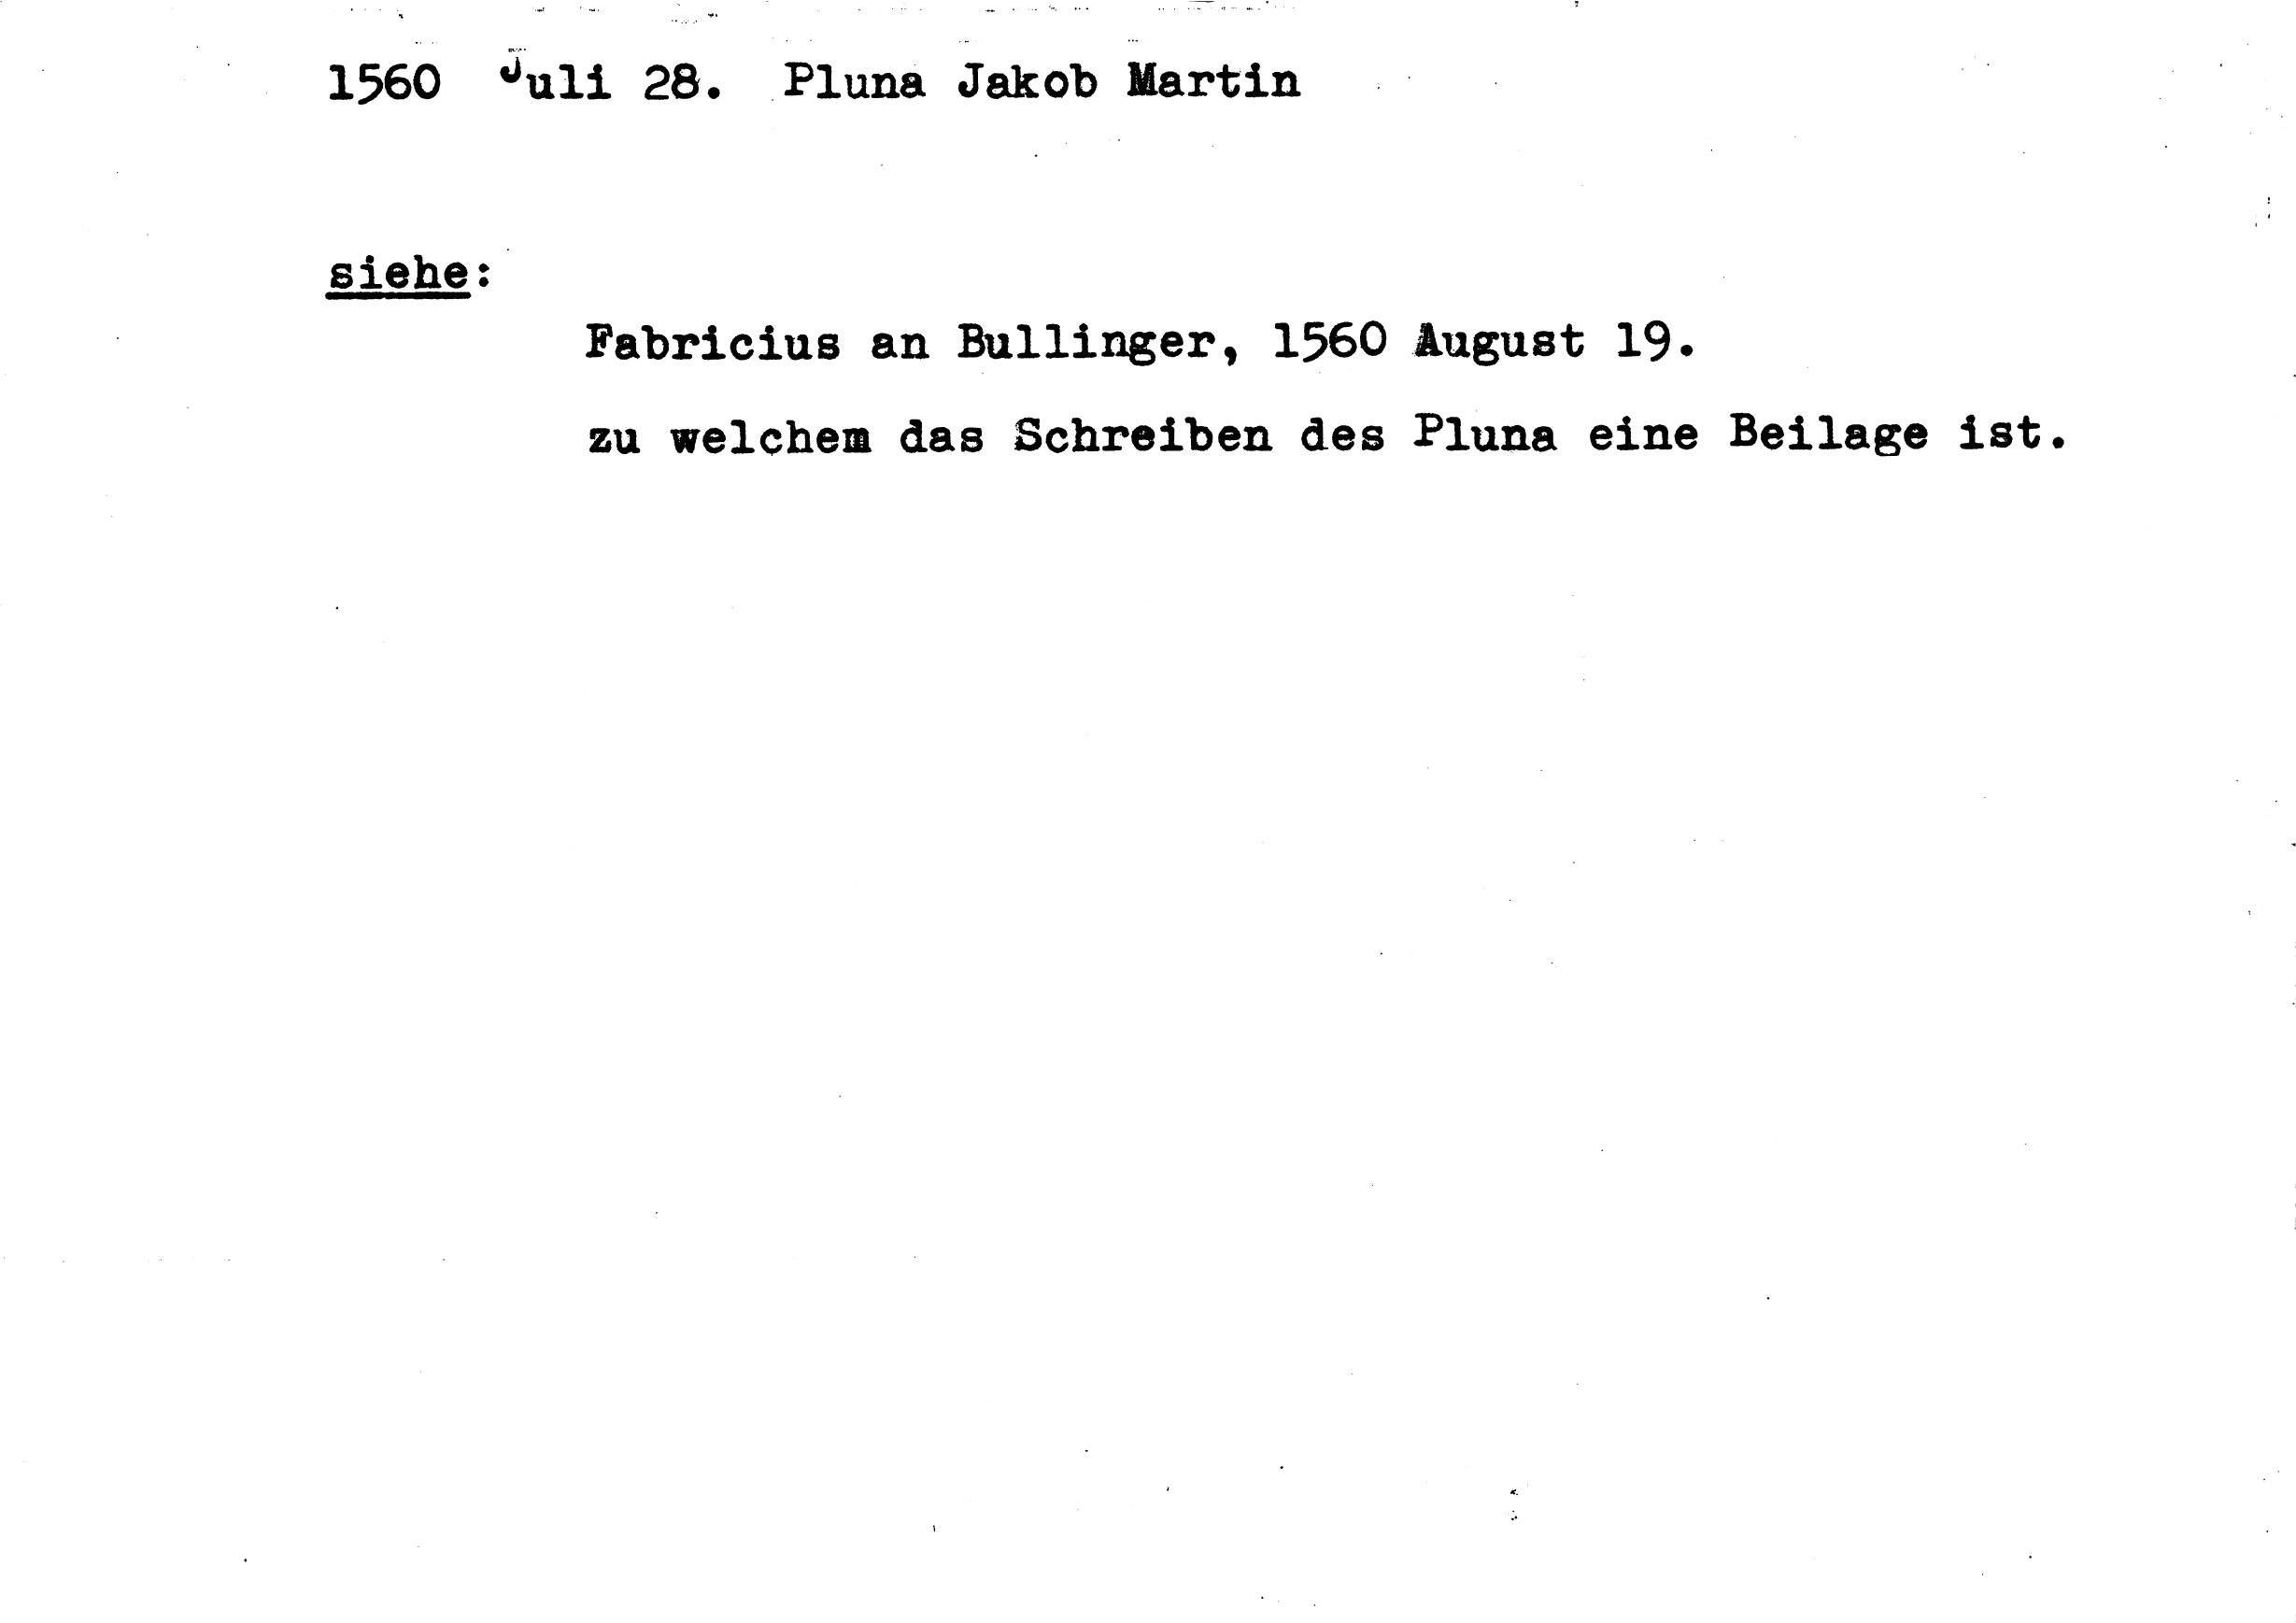 1560 Juli 28. Pluna Jakob Martin
siehe:
Fabricius an Bullinger, 1560 August 19.
zu welchem das Schreiben des Pluna eine Beilage ist.